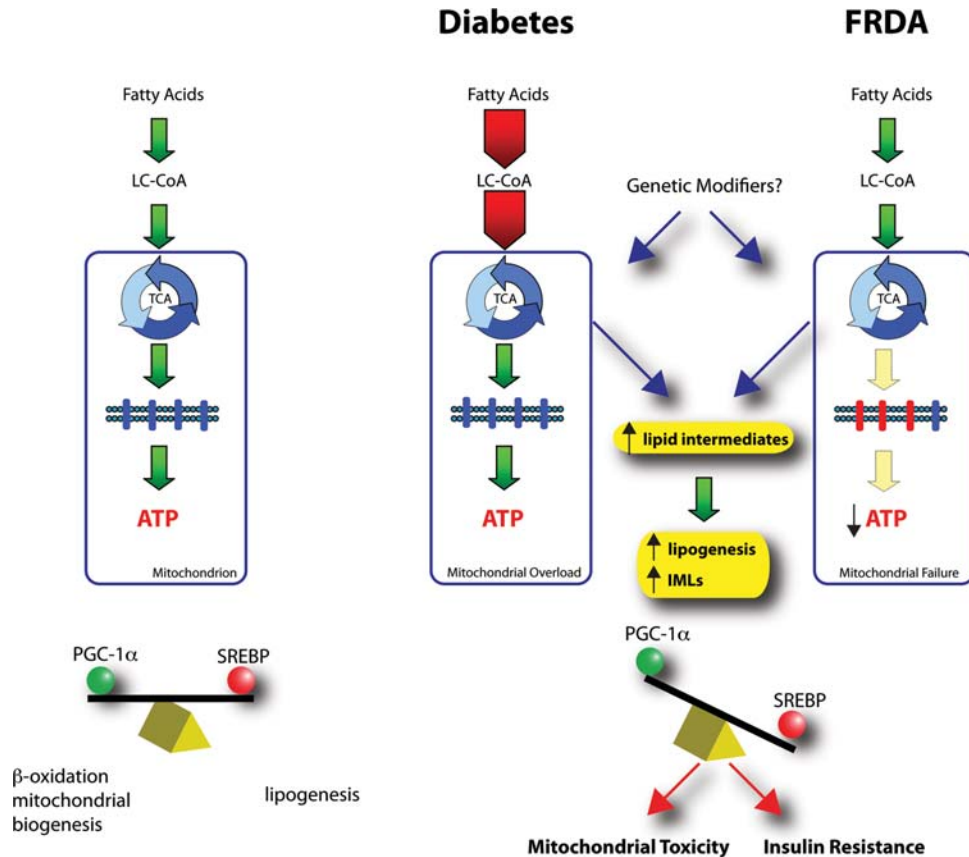 Diabetes
FRDA
Fatty Acids
LC-CoA
TCA
ATP
Mitochondrion
Fatty Acids
LC-CoA
TCA
ATP
Mitochondrial Overload
Genetic Modifiers?
lipid intermediates
lipogenesis
IMLs
Fatty Acids
LC-CoA
TCA
ATP
Mitochondrial Failure
PGC-1α
SREBP
β-oxidation
mitochondrial
biogenesis
lipogenesis
PGC-1α
SREBP
Mitochondrial Toxicity
Insulin Resistance